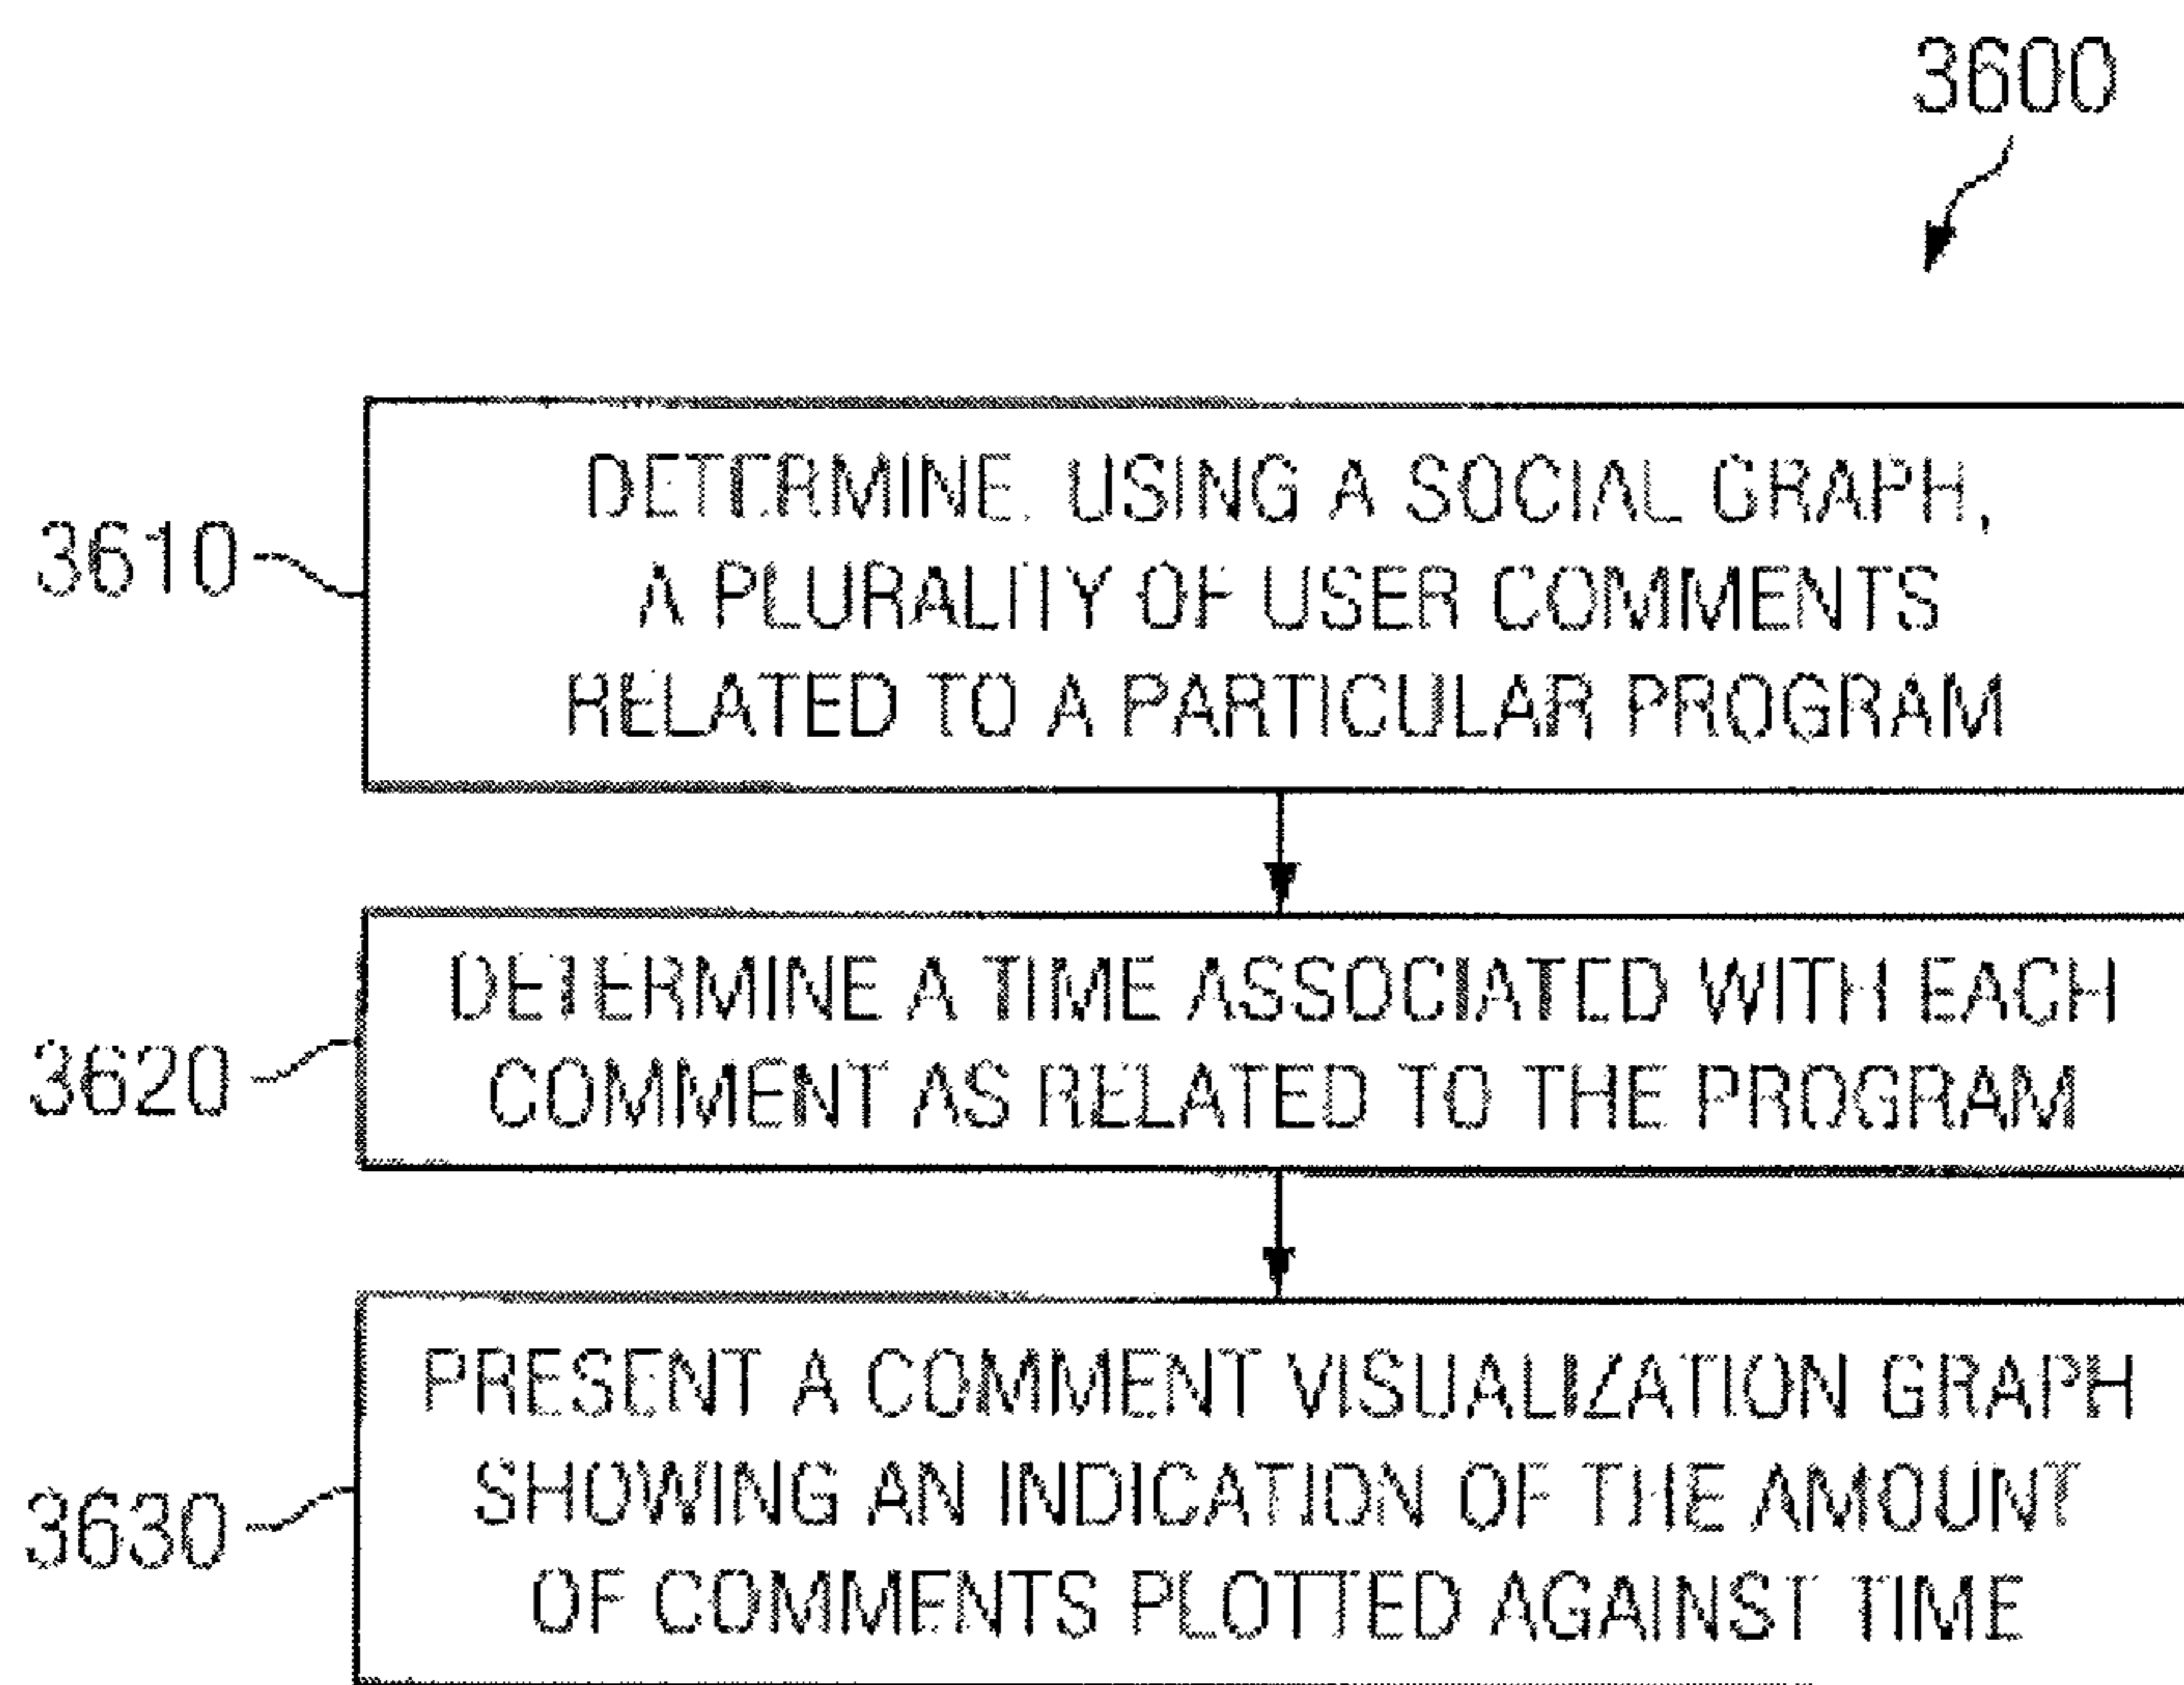 3600
DETERMINE, USING A SOCIAL GRAPH,
A PLURALITY OF USER COMMENTS
RELATED TO A PARTICULAR PROGRAM
3610
DETERMINE A TIME ASSOCIATED WITH EACH
COMMENT AS RELATED TO THE PROGRAM
3620
PRESENT A COMMENT VISUALIZATION GRAPH
SHOWING AN INDICATION OF THE AMOUNT
OF COMMENTS PLOTTED AGAINST TIME
3630